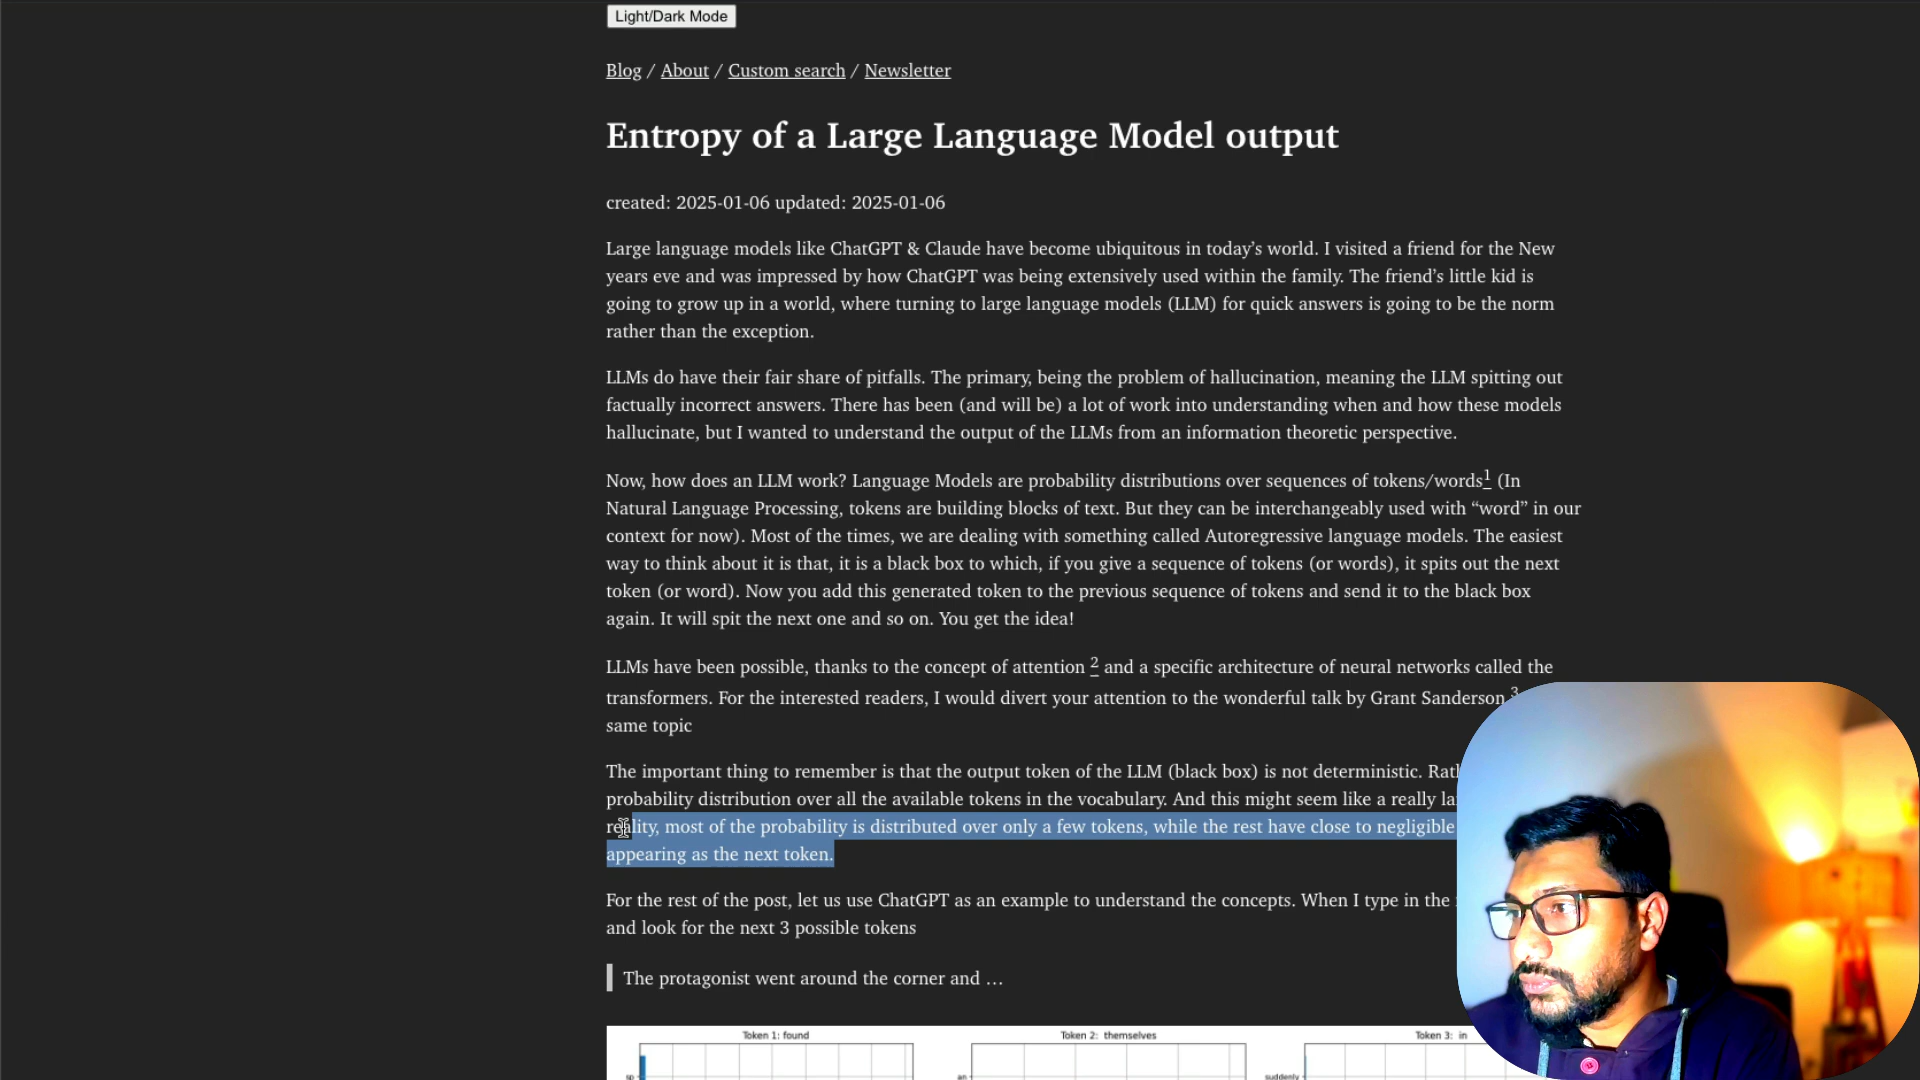 Light/Dark Mode
Blog / About / Custom search / Newsletter
Entropy of a Large Language Model output
created: 2025-01-06 updated: 2025-01-06
Large language models like ChatGPT & Claude have become ubiquitous in today’s world. I visited a friend for the New
years eve and was impressed by how ChatGPT was being extensively used within the family. The friend’s little kid is
going to grow up in a world, where turning to large language models (LLM) for quick answers is going to be the norm
rather than the exception.
LLMs do have their fair share of pitfalls. The primary, being the problem of hallucination, meaning the LLM spitting out
factually incorrect answers. There has been (and will be) a lot of work into understanding when and how these models
hallucinate, but I wanted to understand the output of the LLMs from an information theoretic perspective.
Now, how does an LLM work? Language Models are probability distributions over sequences of tokens/words1 (In
Natural Language Processing, tokens are building blocks of text. But they can be interchangeably used with “word” in our
context for now). Most of the times, we are dealing with something called Autoregressive language models. The easiest
way to think about it is that, it is a black box to which, if you give a sequence of tokens (or words), it spits out the next
token (or word). Now you add this generated token to the previous sequence of tokens and send it to the black box
again. It will spit the next one and so on. You get the idea!
LLMs have been possible, thanks to the concept of attention 2 and a specific architecture of neural networks called the
transformers. For the interested readers, I would divert your attention to the wonderful talk by Grant Sanderson 3
same topic
The important thing to remember is that the output token of the LLM (black box) is not deterministic.
probability distribution over all the available tokens in the vocabulary. And this might seem like a really
reality, most of the probability is distributed over only a few tokens, while the rest have close to negligible
appearing as the next token.
For the rest of the post, let us use ChatGPT as an example to understand the concepts. When I type in the
and look for the next 3 possible tokens
The protagonist went around the corner and …
Token 1: found Token 2: themselves Token 3: in
sp an suddenly